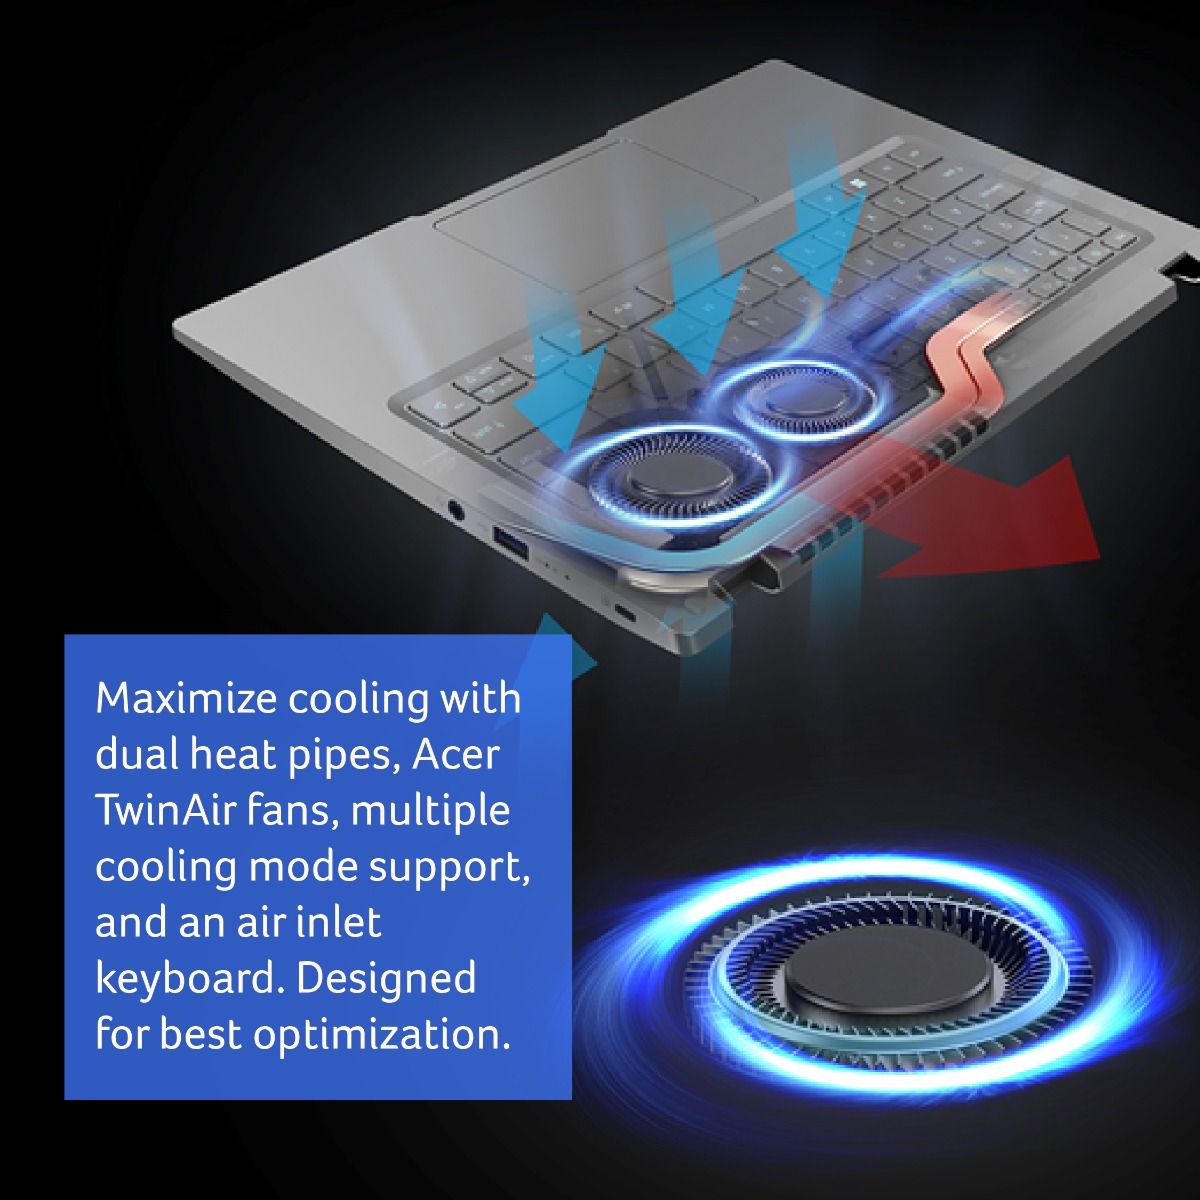 Maximize cooling with
dual heat pipes, Acer
TwinAir fans, multiple
cooling mode support,
and an air inlet
keyboard. Designed
for best optimization.